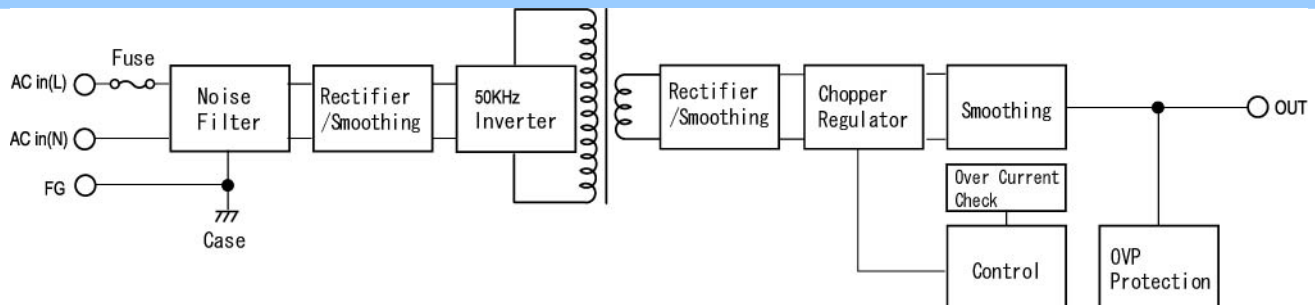 Fuse
AC in(L)
Noise
Filter
Rectifier
/Smoothing
50KHz
Inverter
Rectifier
/Smoothing
Chopper
Regulator
Smoothing
OUT
AC in(N)
FG
Case
Over Current
Check
Control
OVP
Protection